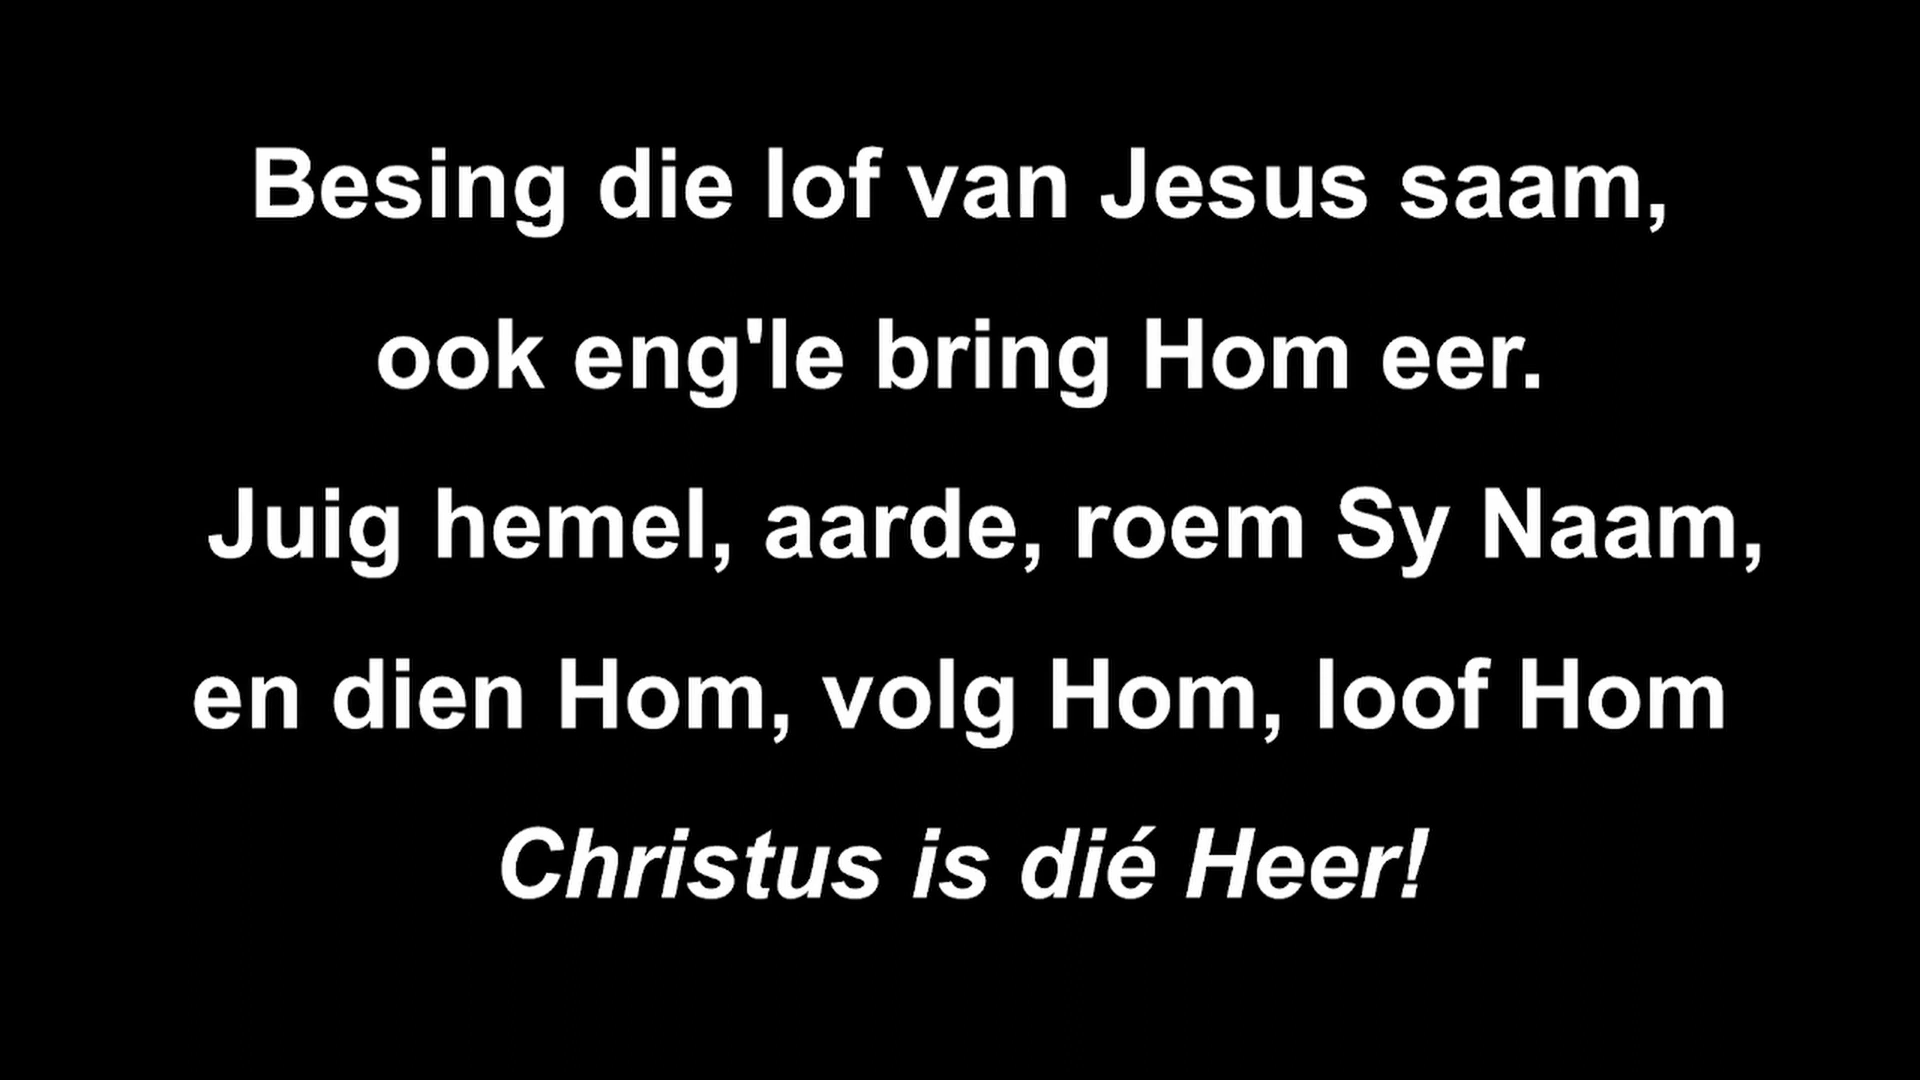 Besing die lof van Jesus saam,
ook eng'le bring Hom eer.
Juig hemel, aarde, roem Sy Naam,
en dien Hom, volg Hom, loof Hom
Christus is dié Heer!